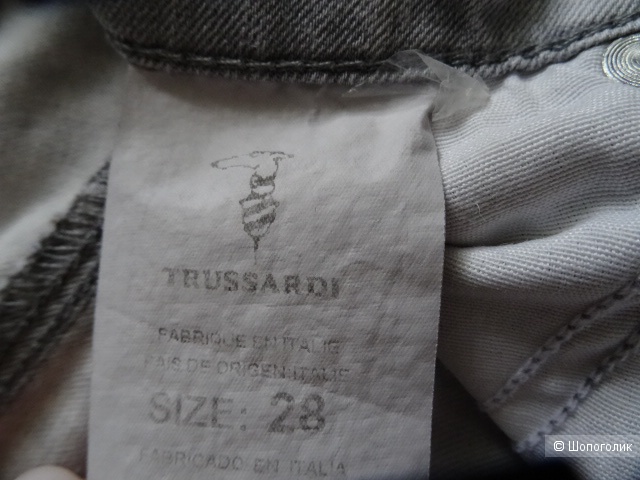 TRUSSARDI
FABRIQUE EN ITALIE
PAIS DE ORIGEN ITALIE
SIZE: 28
FABRICADO EN ITALIA
© Шопоголик